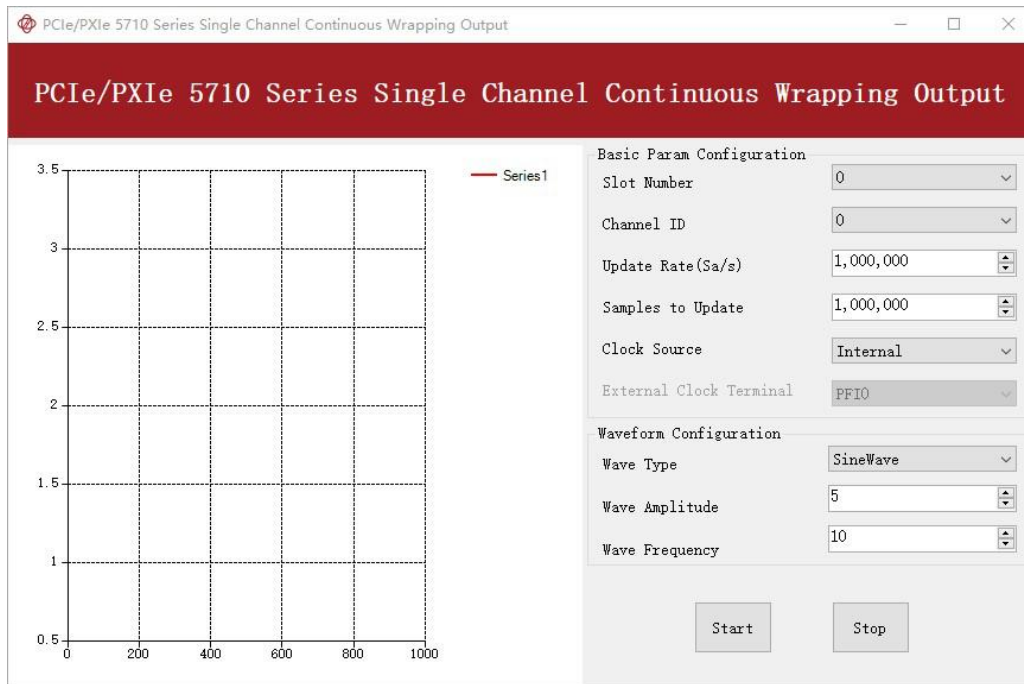 PCIe/PXIe 5710 Series Single Channel Continuous Wrapping Output
PCIe/PXIe 5710 Series Single Channel Continuous Wrapping Output
3.5
3
2.5
2
1.5
1
0.5
0 200 400 600 800 1000
Series1
Basic Param Configuration
Slot Number 0
Channel ID 0
Update Rate(Sa/s) 1,000,000
Samples to Update 1,000,000
Clock Source Internal
External Clock Terminal PFI0
Waveform Configuration
Wave Type SineWave
Wave Amplitude 5
Wave Frequency 10
Start Stop